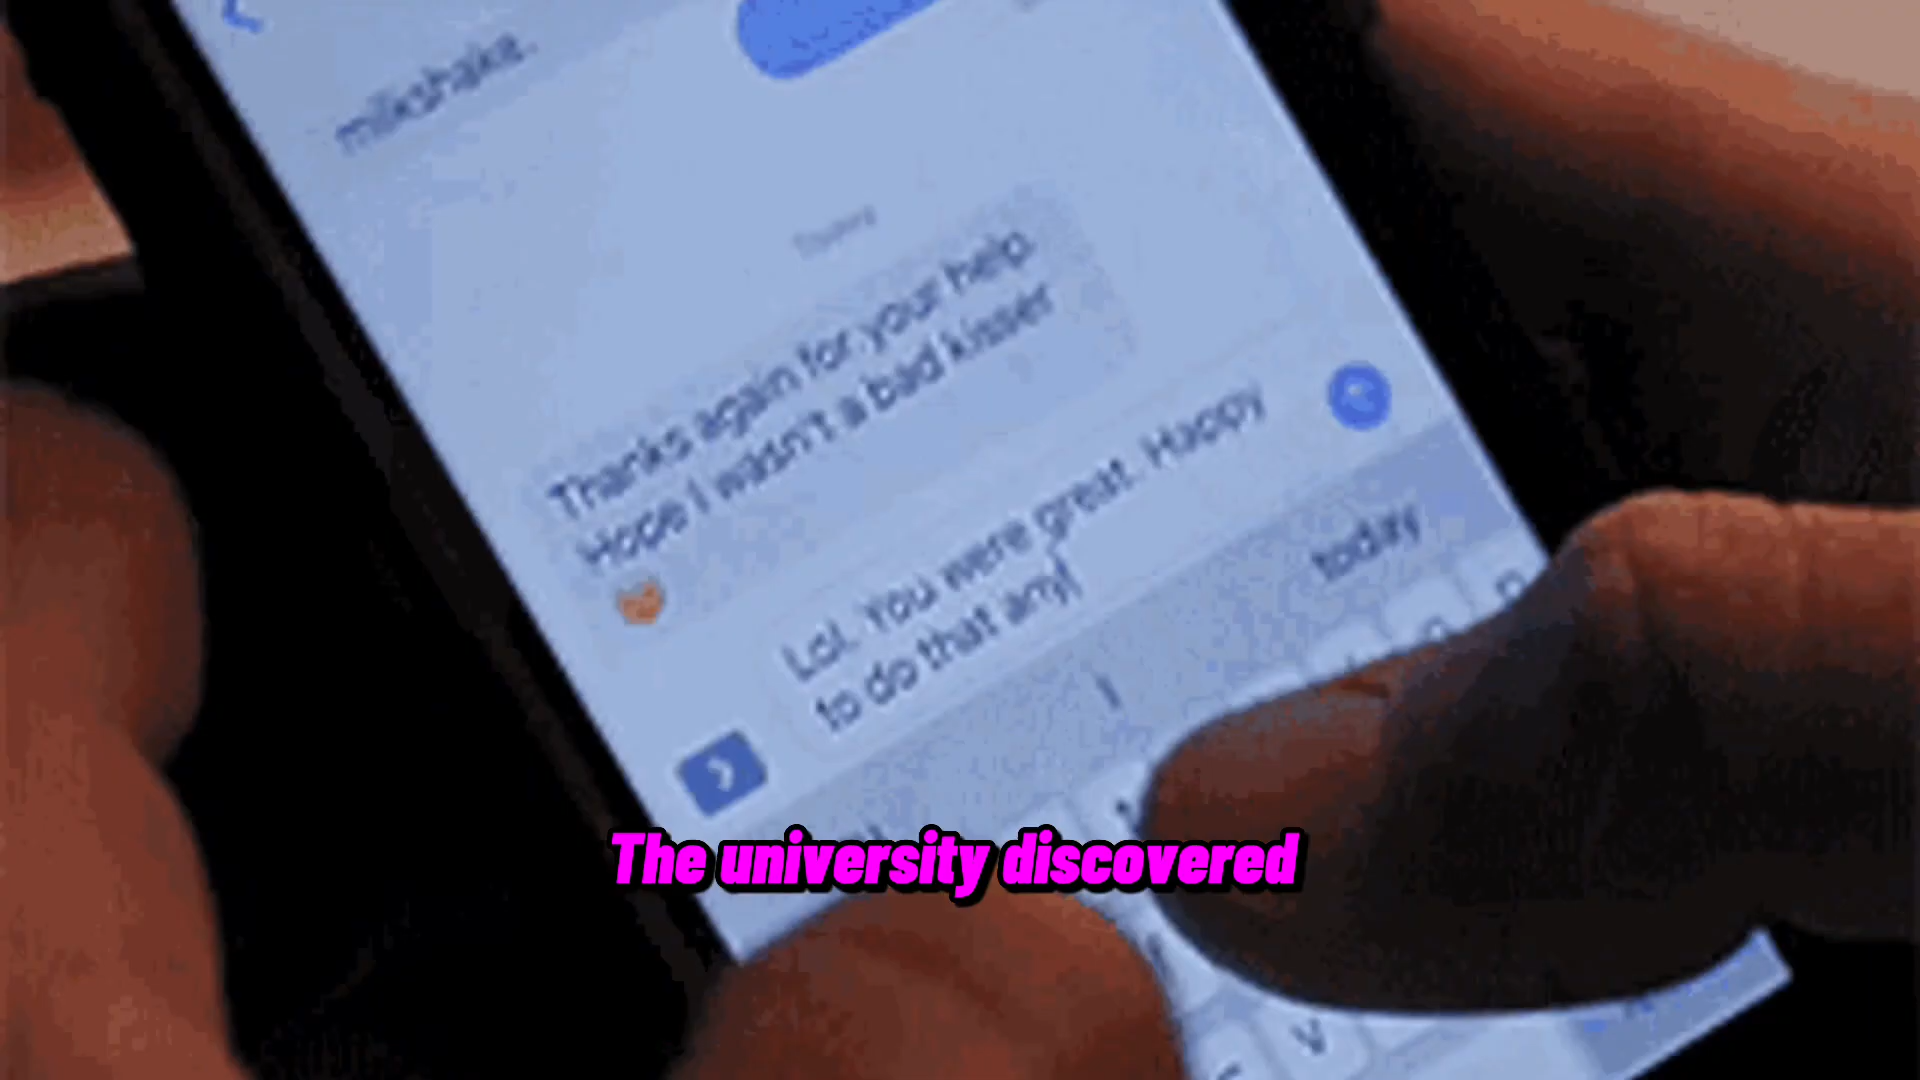 milkshake.
Today
Thanks again for your help.
Hope I wasn't a bad kisser
Lol. You were great. Happy
to do that any
I
today
The university discovered
V